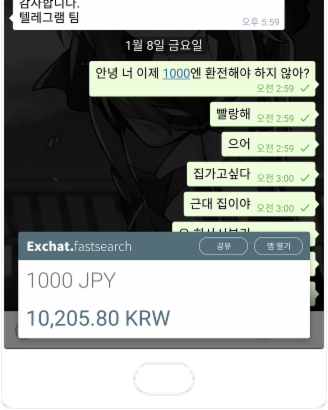 감사합니다.
텔레그램 팀
오후 5:59
1월 8일 금요일
안녕 너 이제 1000엔 환전해야 하지 않아?
오전 2:59
빨랑해 오전 2:59
으어 오전 2:59
집가고싶다 오전 3:00
근대 집이야 오전 3:00
Exchat.fastsearch 공유 앱 열기
1000 JPY
10,205.80 KRW